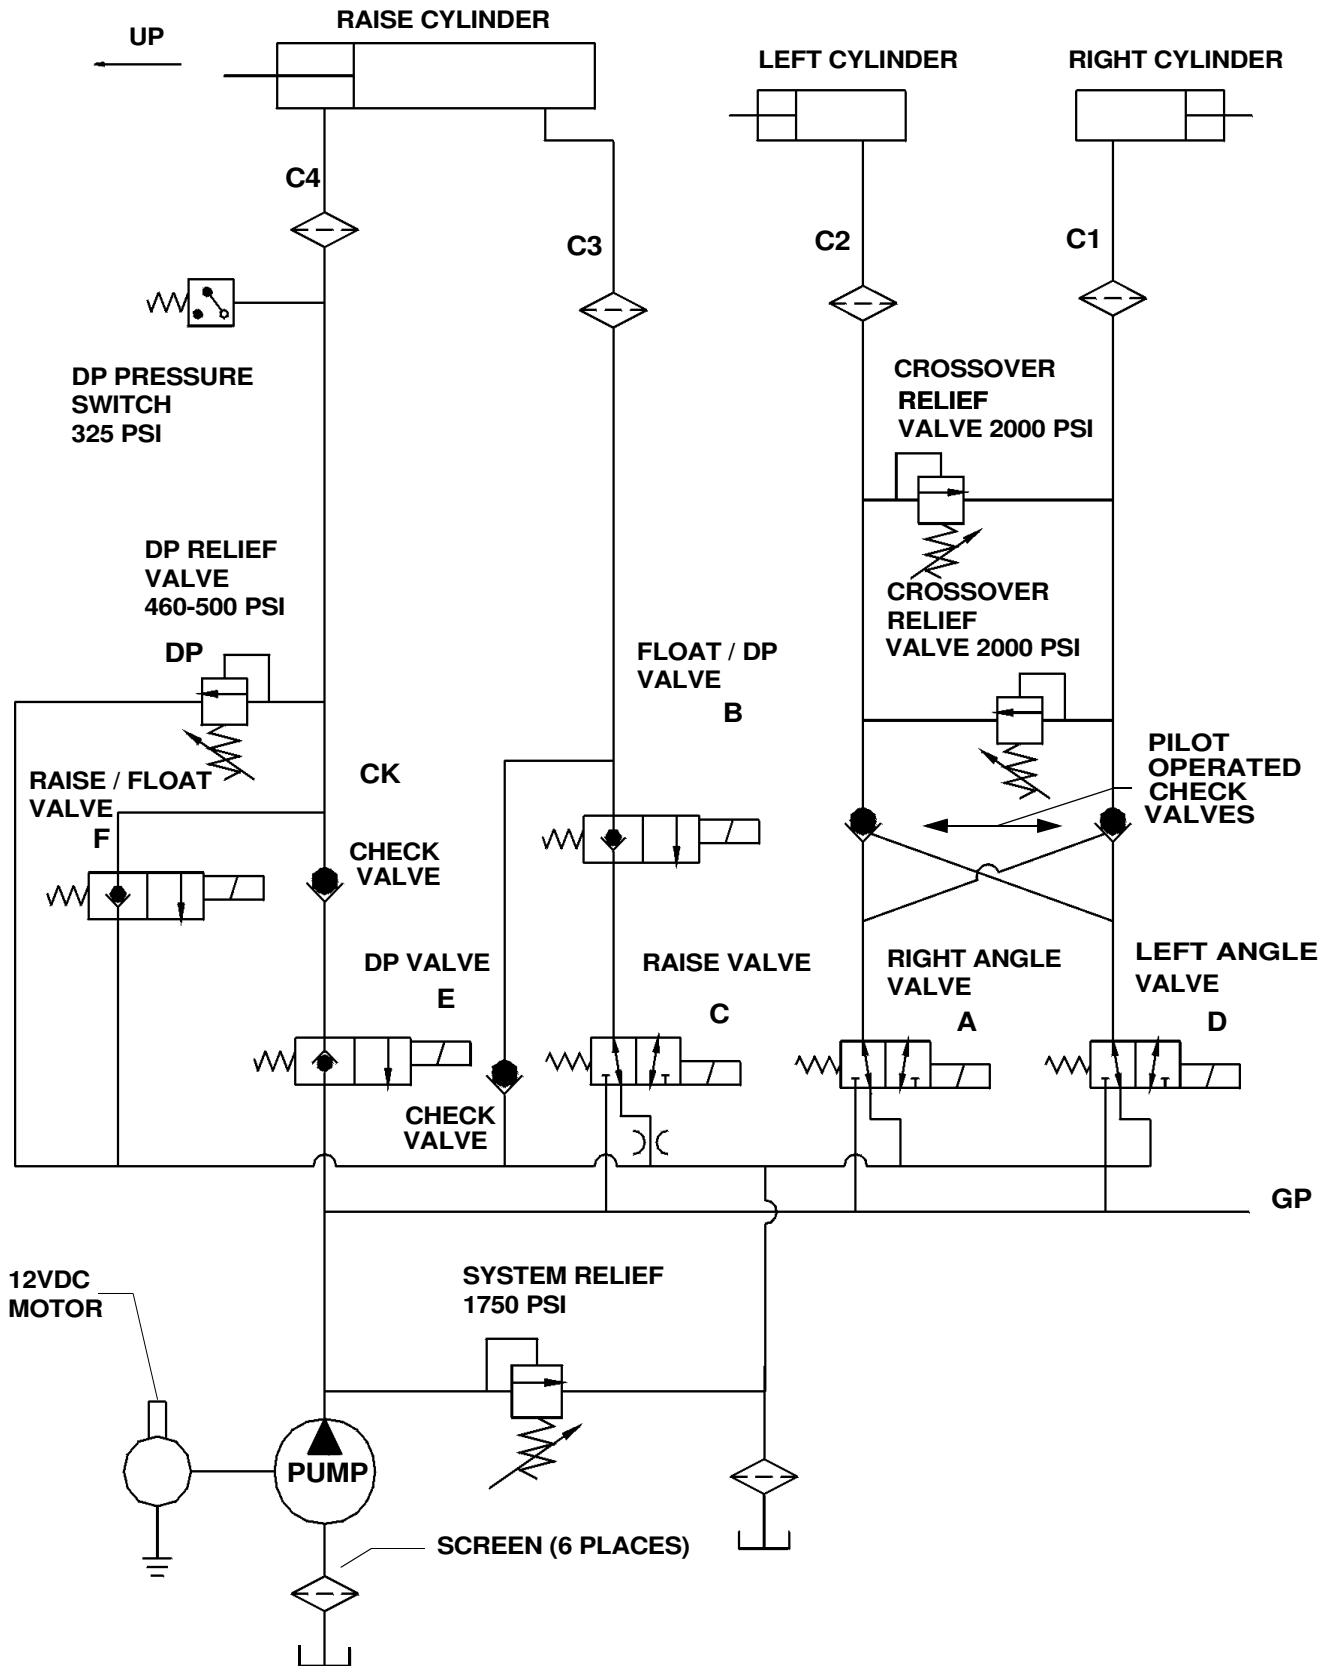 RAISE CYLINDER
UP
LEFT CYLINDER
RIGHT CYLINDER
C4
C3
C2
C1
DP PRESSURE
SWITCH
325 PSI
CROSSOVER
RELIEF
VALVE 2000 PSI
DP RELIEF
VALVE
460-500 PSI
DP
CROSSOVER
RELIEF
VALVE 2000 PSI
FLOAT / DP
VALVE
B
PILOT
OPERATED
CHECK
VALVES
RAISE / FLOAT
VALVE
F
CK
CHECK
VALVE
DP VALVE
E
RAISE VALVE
C
RIGHT ANGLE
VALVE
A
LEFT ANGLE
VALVE
D
CHECK
VALVE
GP
12VDC
MOTOR
SYSTEM RELIEF
1750 PSI
PUMP
SCREEN (6 PLACES)